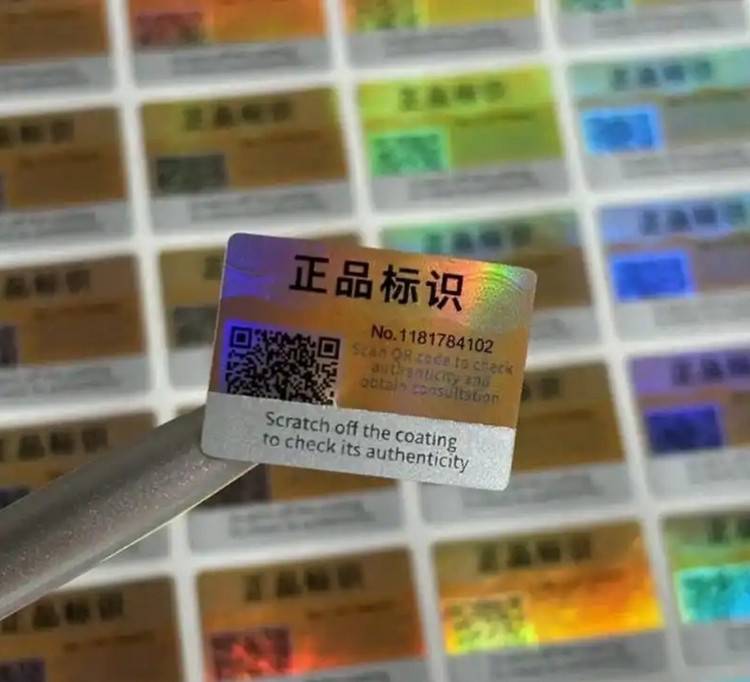 正品标识
No.1181784102
Scan QR code to check
authenticity and
obtain consultation
Scratch off the coating
to check its authenticity